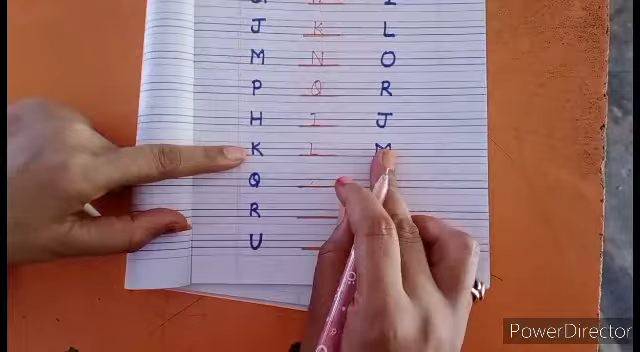 J K L
M N O
P Q R
H I J
K L M
Q
R
U
PowerDirector